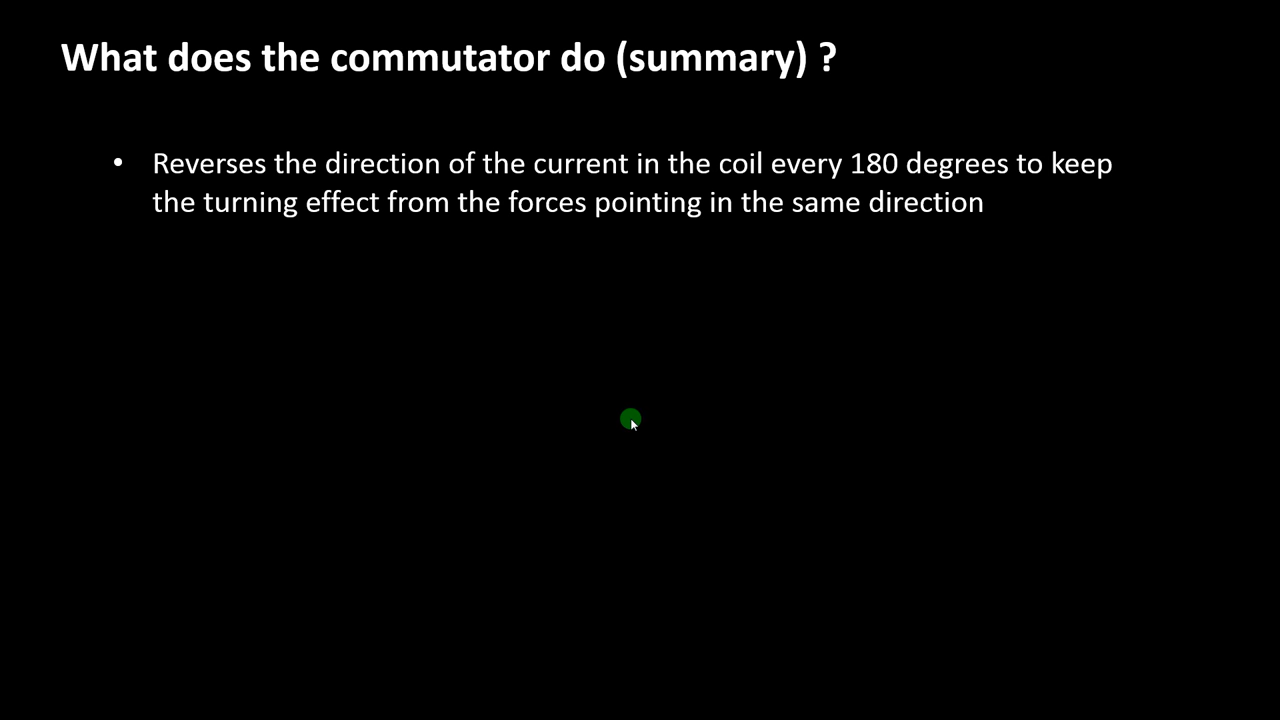 What does the commutator do (summary) ?
• Reverses the direction of the current in the coil every 180 degrees to keep
the turning effect from the forces pointing in the same direction